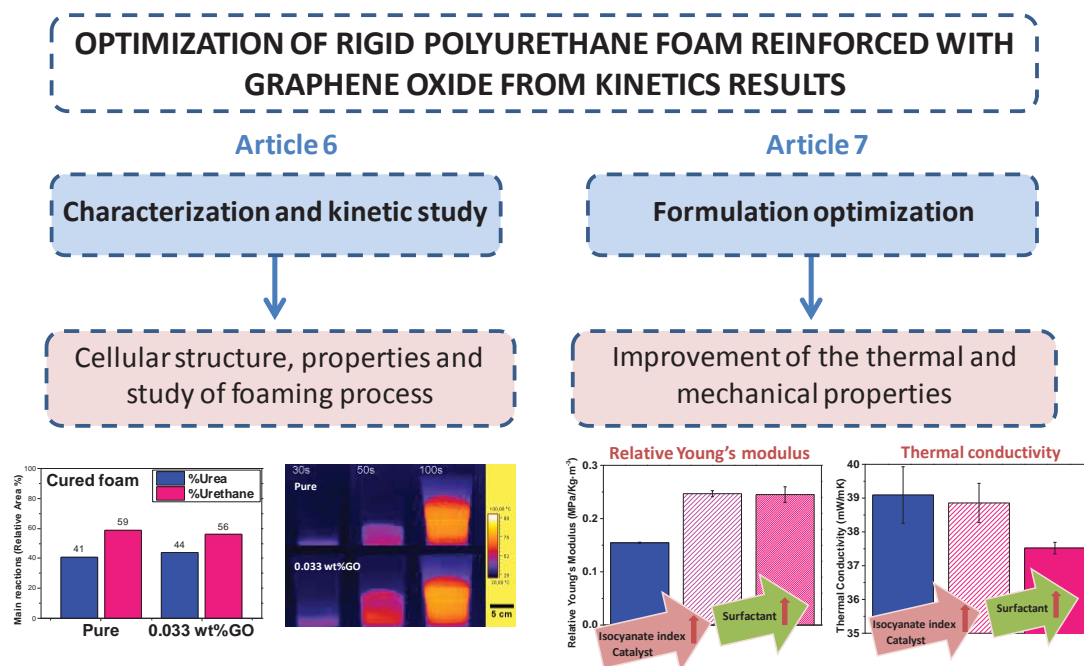 OPTIMIZATION OF RIGID POLYURETHANE FOAM REINFORCED WITH
GRAPHENE OXIDE FROM KINETICS RESULTS
Article 6
Article 7
Characterization and kinetic study
Formulation optimization
Cellular structure, properties and
study of foaming process
Improvement of the thermal and
mechanical properties
Main reactions (Relative Area %)
100
80
60
40
20
0
Cured foam
%Urea
%Urethane
41
59
44
56
Pure
0.033 wt%GO
30s
50s
100s
Pure
0.033 wt%GO
5 cm
Relative Young's modulus
Relative Young's Modulus (MPa/Kg·m⁻³)
0.3
0.2
0.1
0.0
Isocyanate index
Catalyst
Surfactant
Thermal conductivity
Thermal Conductivity (mW/mK)
40
39
38
37
36
35
Isocyanate index
Catalyst
Surfactant